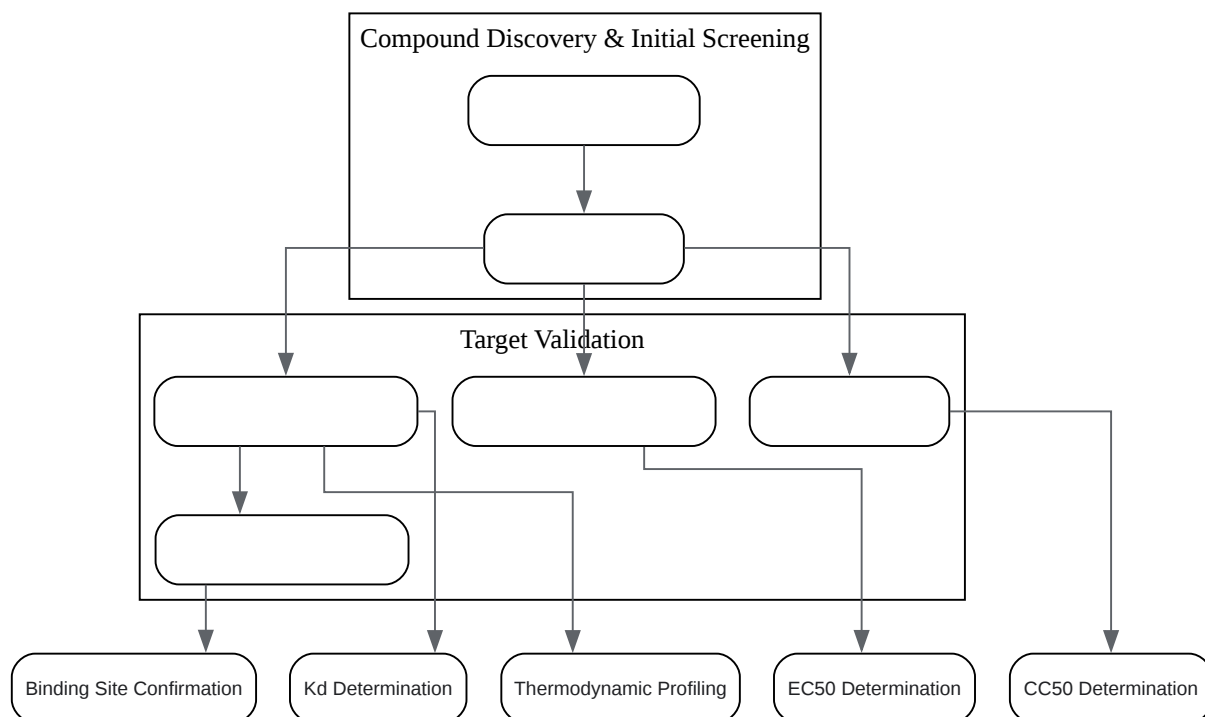 Compound Discovery & Initial Screening
Target Validation
Binding Site Confirmation
Kd Determination
Thermodynamic Profiling
EC50 Determination
CC50 Determination